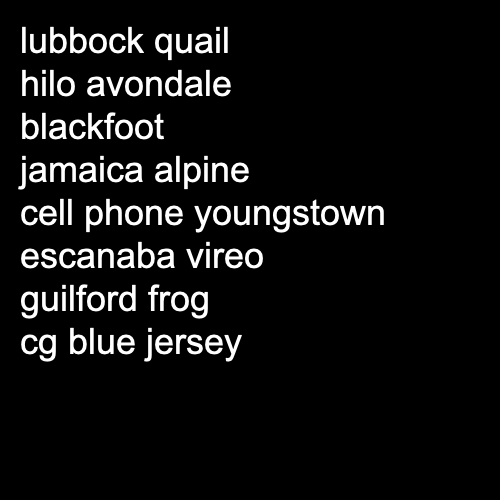 lubbock quail
hilo avondale
blackfoot
jamaica alpine
cell phone youngstown
escanaba vireo
guilford frog
cg blue jersey